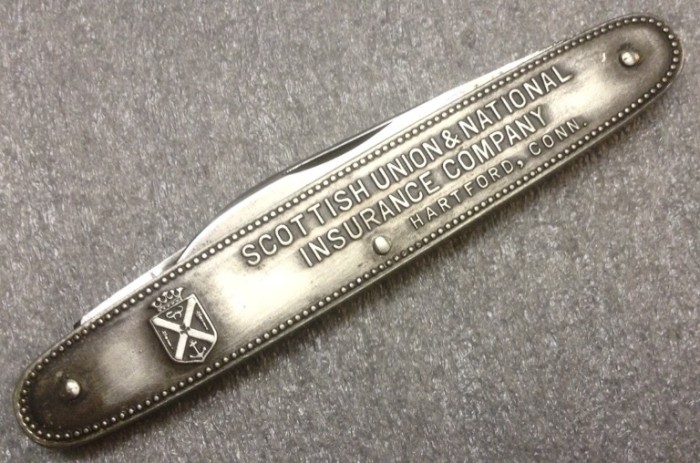 SCOTTISH UNION & NATIONAL
INSURANCE COMPANY
HARTFORD, CONN.